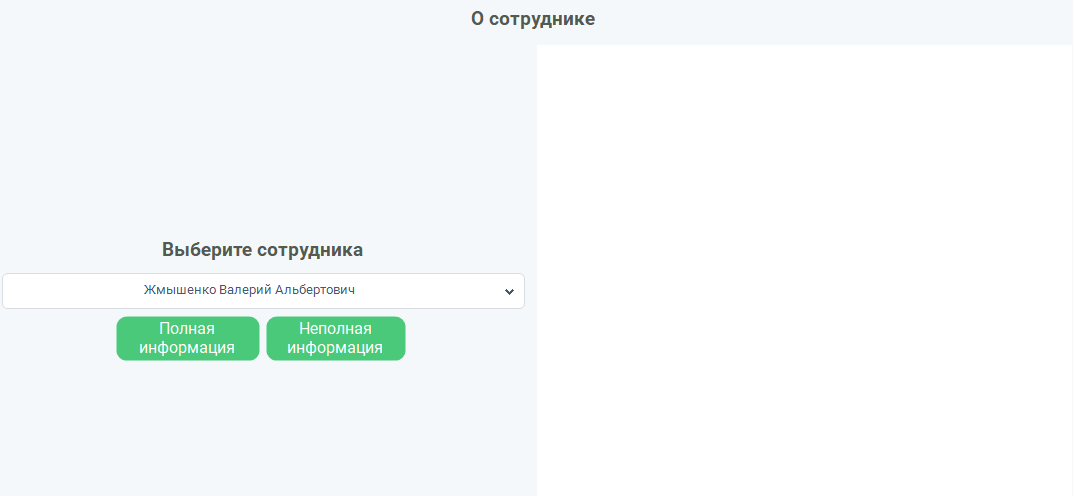 О сотруднике
Выберите сотрудника
Жмышенко Валерий Альбертович
Полная
информация
Неполная
информация